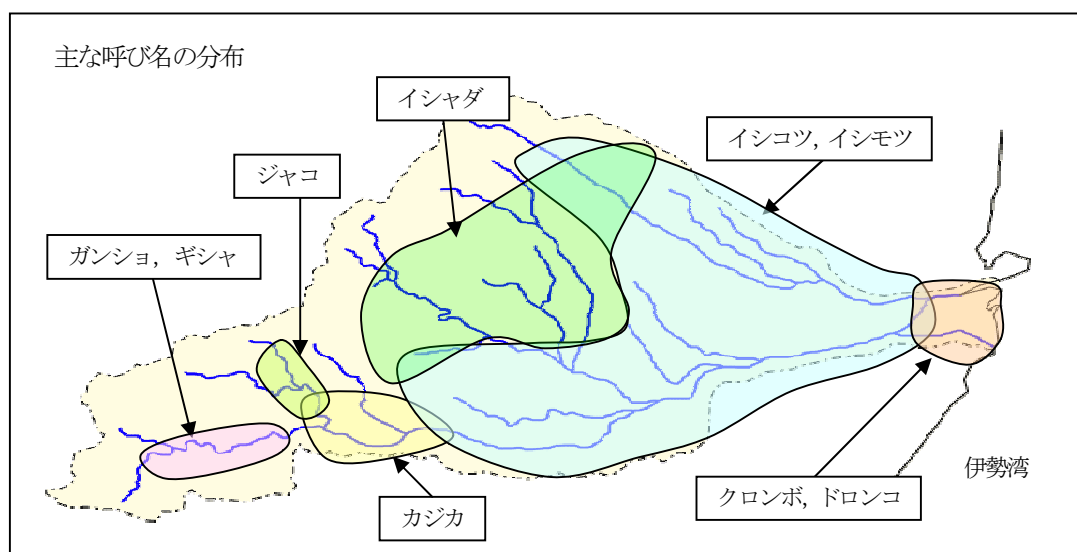 主な呼び名の分布
イシャダ
イシコツ, イシモツ
ジャコ
ガンショ, ギシャ
伊勢湾
クロンボ, ドロンコ
カジカ